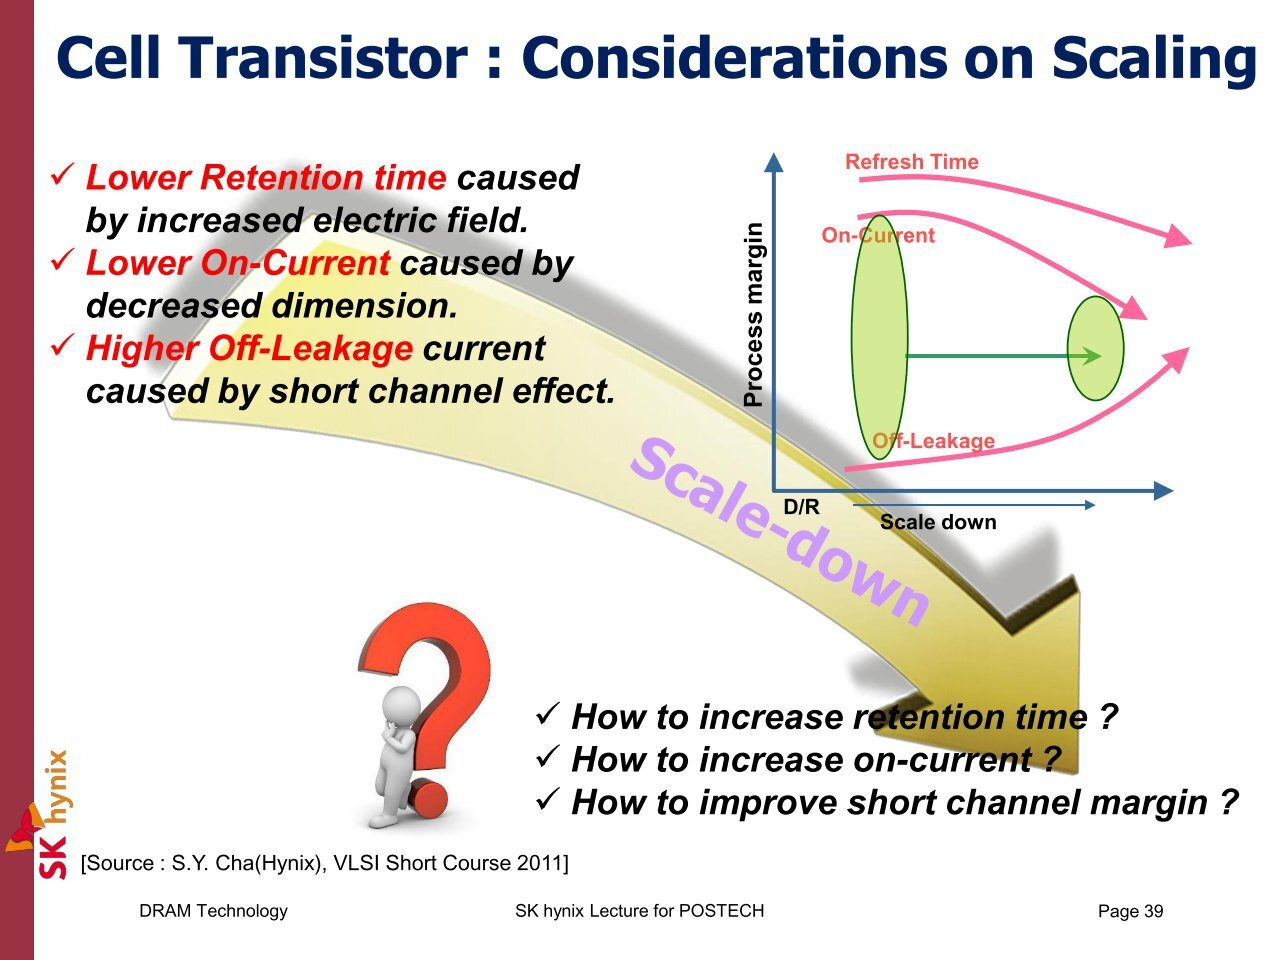 Cell Transistor : Considerations on Scaling
✓ Lower Retention time caused
by increased electric field.
✓ Lower On-Current caused by
decreased dimension.
✓ Higher Off-Leakage current
caused by short channel effect.
Refresh Time
On-Current
Process margin
Off-Leakage
D/R
Scale down
Scale-down
✓ How to increase retention time ?
✓ How to increase on-current ?
✓ How to improve short channel margin ?
SK hynix
[Source : S.Y. Cha(Hynix), VLSI Short Course 2011]
DRAM Technology
SK hynix Lecture for POSTECH
Page 39